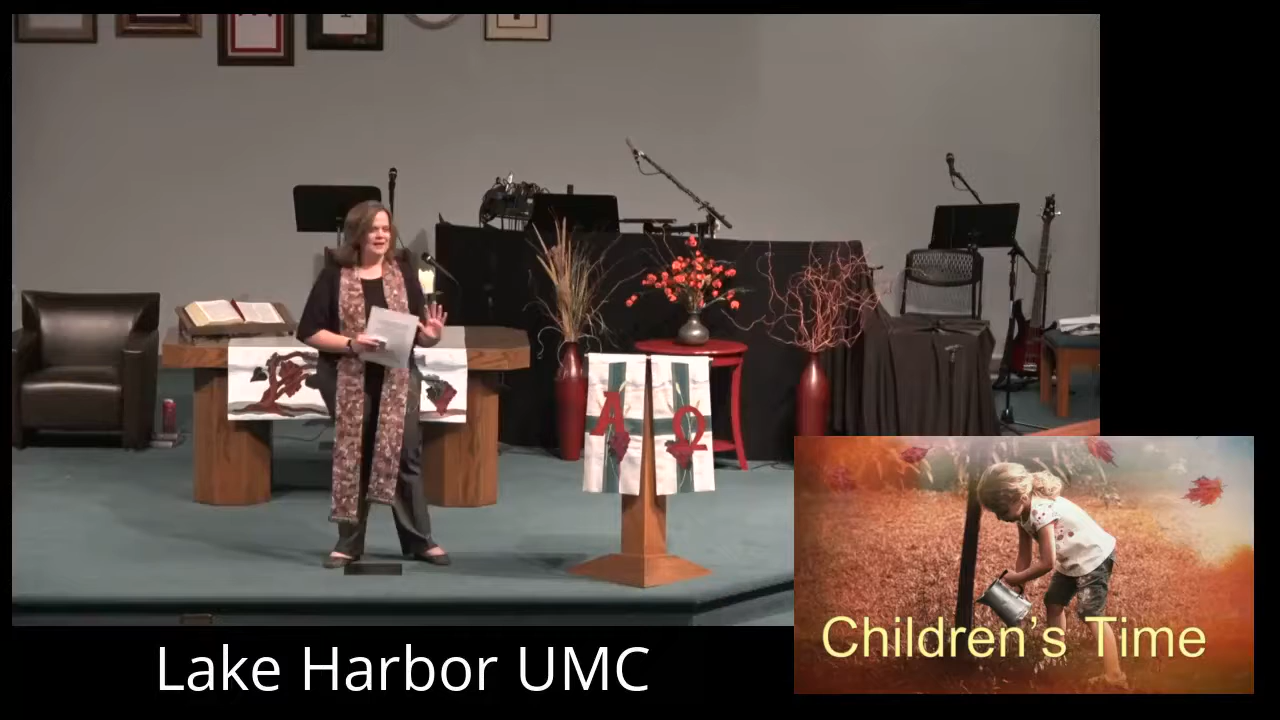 Α Ω
Children's Time
Lake Harbor UMC